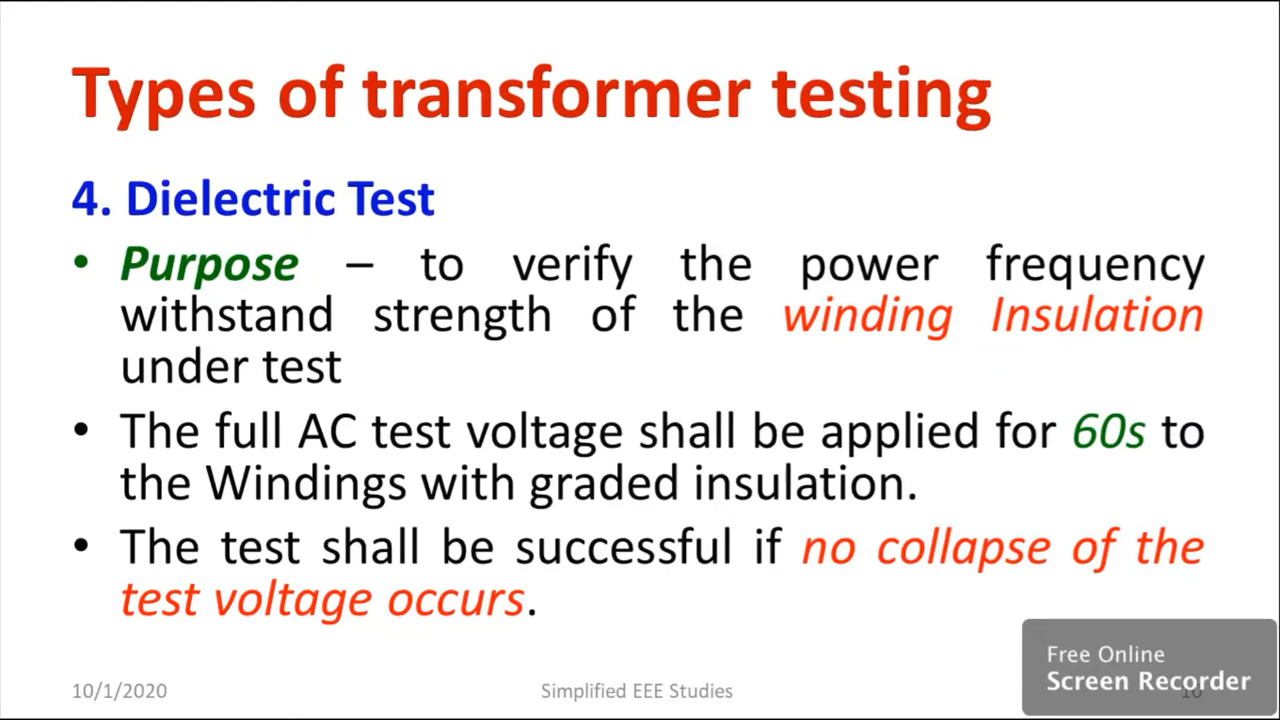 Types of transformer testing
4. Dielectric Test
• Purpose – to verify the power frequency
withstand strength of the winding Insulation
under test
• The full AC test voltage shall be applied for 60s to
the Windings with graded insulation.
• The test shall be successful if no collapse of the
test voltage occurs.
Free Online
Screen Recorder
10/1/2020
Simplified EEE Studies